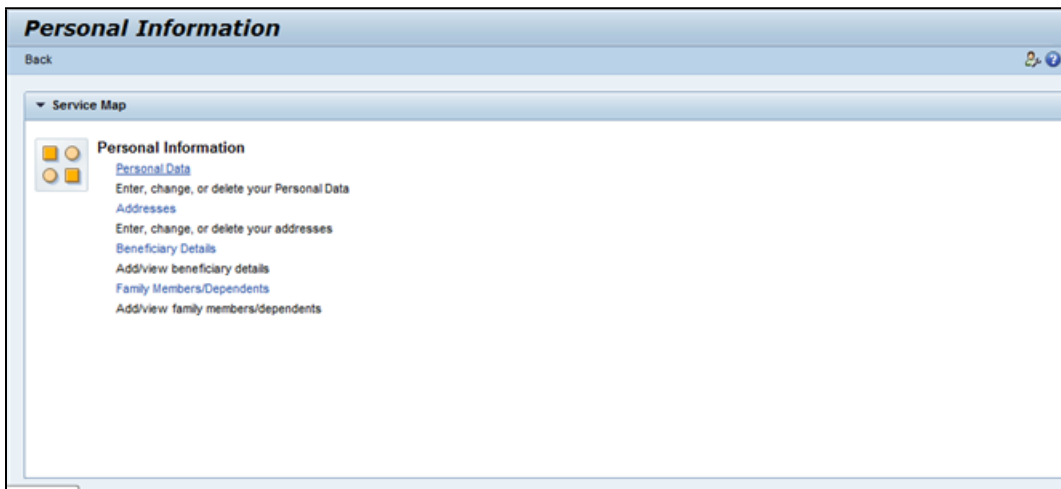 Personal Information
Back
Service Map
Personal Information
Personal Data
Enter, change, or delete your Personal Data
Addresses
Enter, change, or delete your addresses
Beneficiary Details
Add/view beneficiary details
Family Members/Dependents
Add/view family members/dependents